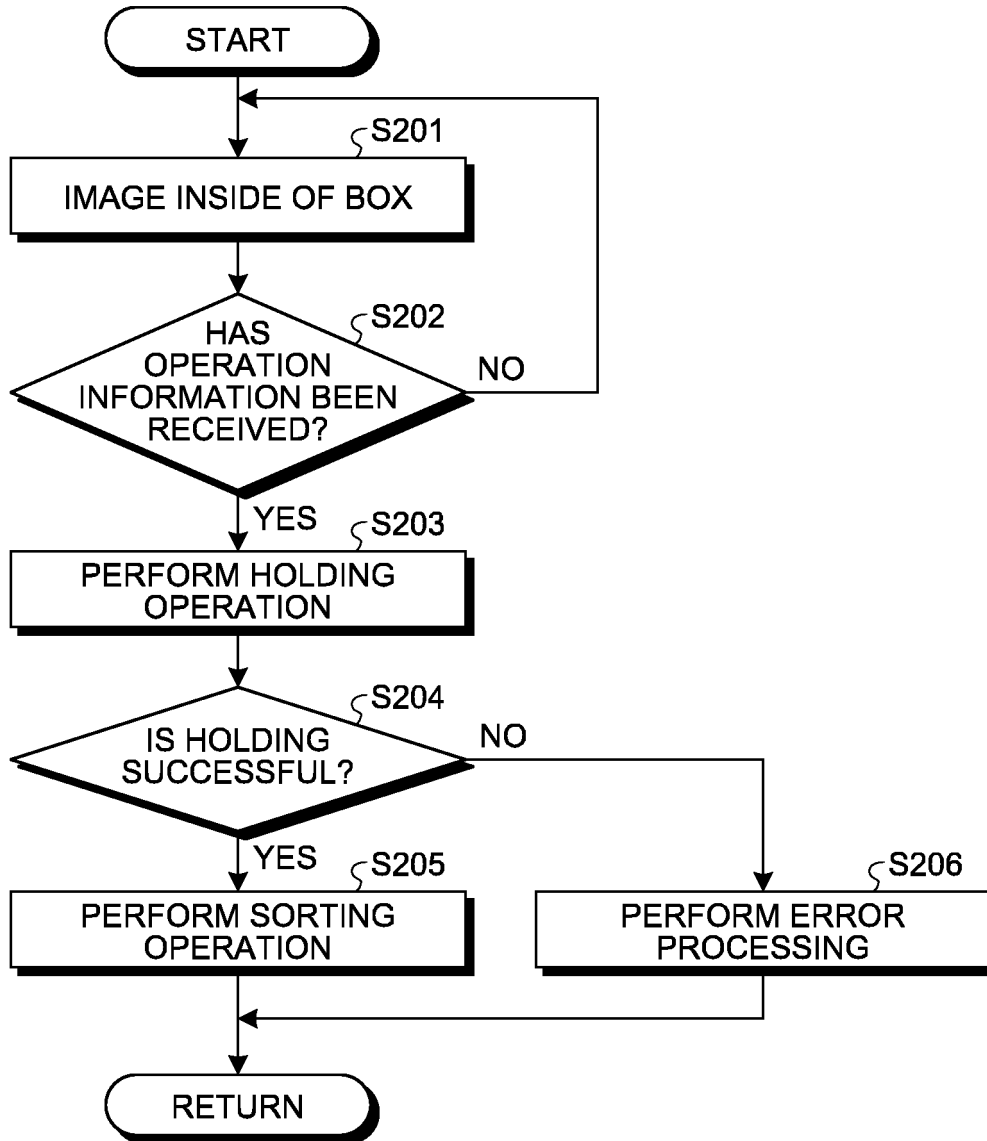 START
S201
IMAGE INSIDE OF BOX
S202
HAS
OPERATION
INFORMATION BEEN
RECEIVED?
NO
YES
S203
PERFORM HOLDING
OPERATION
S204
IS HOLDING
SUCCESSFUL?
NO
YES
S205
PERFORM SORTING
OPERATION
S206
PERFORM ERROR
PROCESSING
RETURN